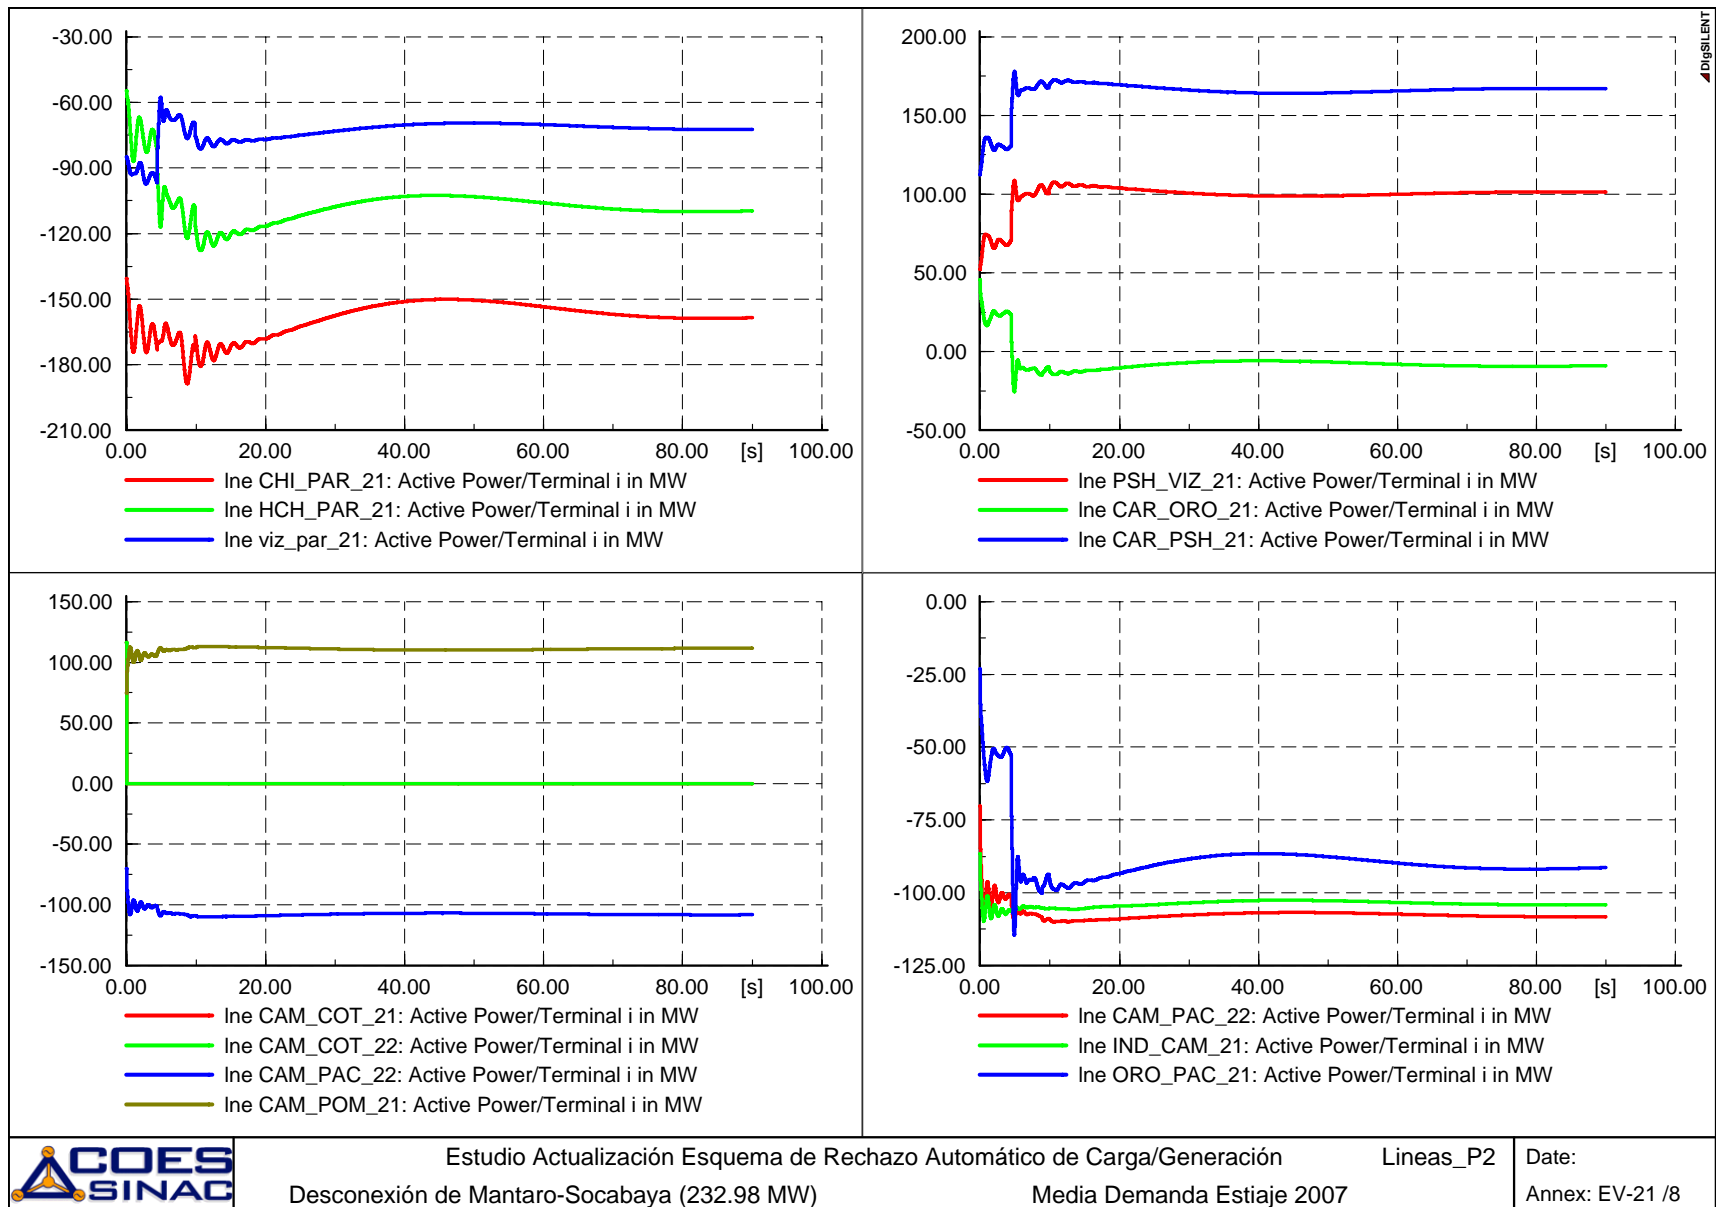 -30.00
-60.00
-90.00
-120.00
-150.00
-180.00
-210.00
0.00 20.00 40.00 60.00 80.00 [s] 100.00
lne CHI_PAR_21: Active Power/Terminal i in MW
lne HCH_PAR_21: Active Power/Terminal i in MW
lne viz_par_21: Active Power/Terminal i in MW
200.00
150.00
100.00
50.00
0.00
-50.00
0.00 20.00 40.00 60.00 80.00 [s] 100.00
lne PSH_VIZ_21: Active Power/Terminal i in MW
lne CAR_ORO_21: Active Power/Terminal i in MW
lne CAR_PSH_21: Active Power/Terminal i in MW
DIgSILENT
150.00
100.00
50.00
0.00
-50.00
-100.00
-150.00
0.00 20.00 40.00 60.00 80.00 [s] 100.00
lne CAM_COT_21: Active Power/Terminal i in MW
lne CAM_COT_22: Active Power/Terminal i in MW
lne CAM_PAC_22: Active Power/Terminal i in MW
lne CAM_POM_21: Active Power/Terminal i in MW
0.00
-25.00
-50.00
-75.00
-100.00
-125.00
0.00 20.00 40.00 60.00 80.00 [s] 100.00
lne CAM_PAC_22: Active Power/Terminal i in MW
lne IND_CAM_21: Active Power/Terminal i in MW
lne ORO_PAC_21: Active Power/Terminal i in MW
COES
SINAC
Estudio Actualización Esquema de Rechazo Automático de Carga/Generación Lineas_P2
Desconexión de Mantaro-Socabaya (232.98 MW) Media Demanda Estiaje 2007
Date:
Annex: EV-21 /8